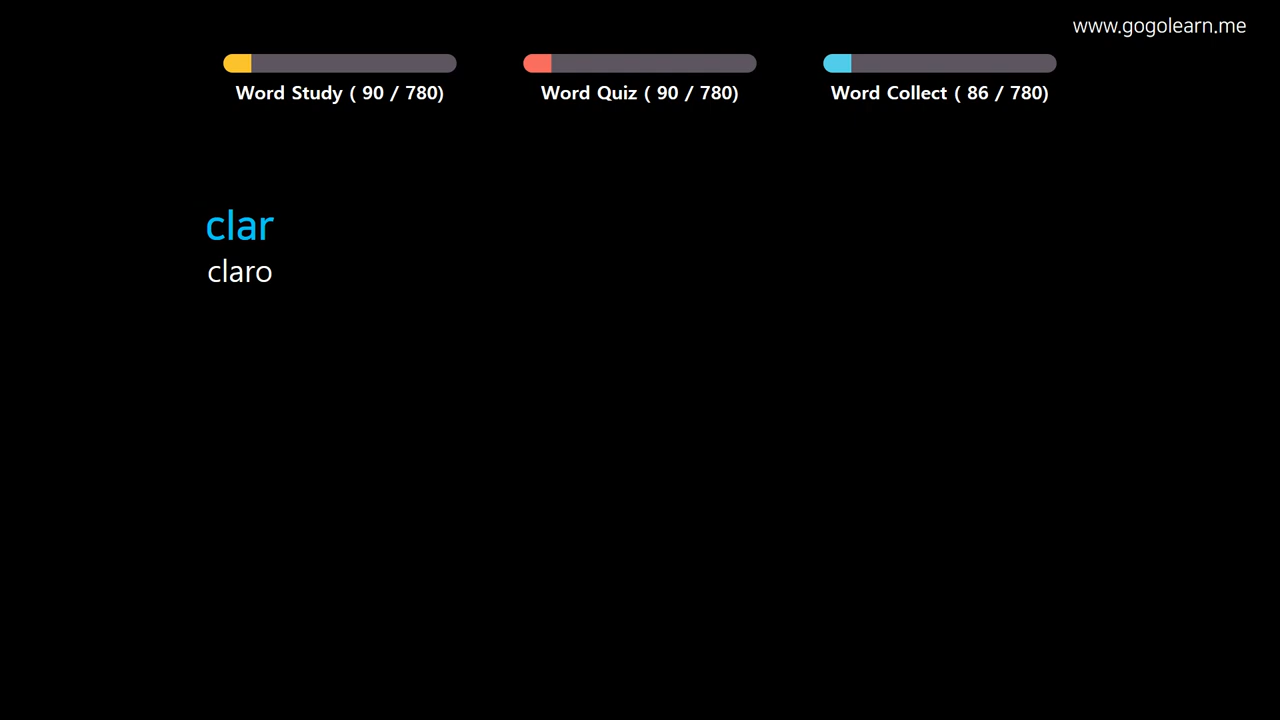 www.gogolearn.me
Word Study ( 90 / 780)
Word Quiz ( 90 / 780)
Word Collect ( 86 / 780)
clar
claro